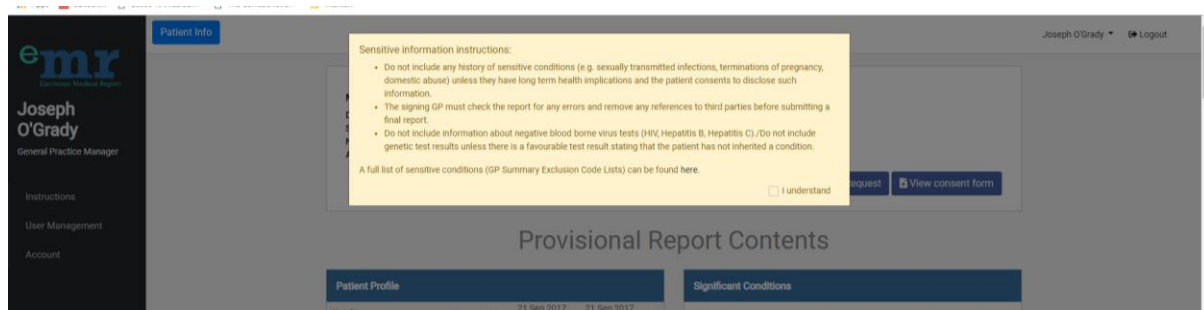 Patient Info
Joseph O'Grady
Logout
emr
Electronic Medical Report
Joseph
O'Grady
General Practice Manager
Instructions
User Management
Account
Sensitive information instructions:
Do not include any history of sensitive conditions (e.g. sexually transmitted infections, terminations of pregnancy,
domestic abuse) unless they have long term health implications and the patient consents to disclose such
information.
The signing GP must check the report for any errors and remove any references to third parties before submitting a
final report.
Do not include information about negative blood borne virus tests (HIV, Hepatitis B, Hepatitis C)./Do not include
genetic test results unless there is a favourable test result stating that the patient has not inherited a condition.
A full list of sensitive conditions (GP Summary Exclusion Code Lists) can be found here.
I understand
View consent form
Provisional Report Contents
Patient Profile
Significant Conditions
21 Sep 2017 21 Sep 2017